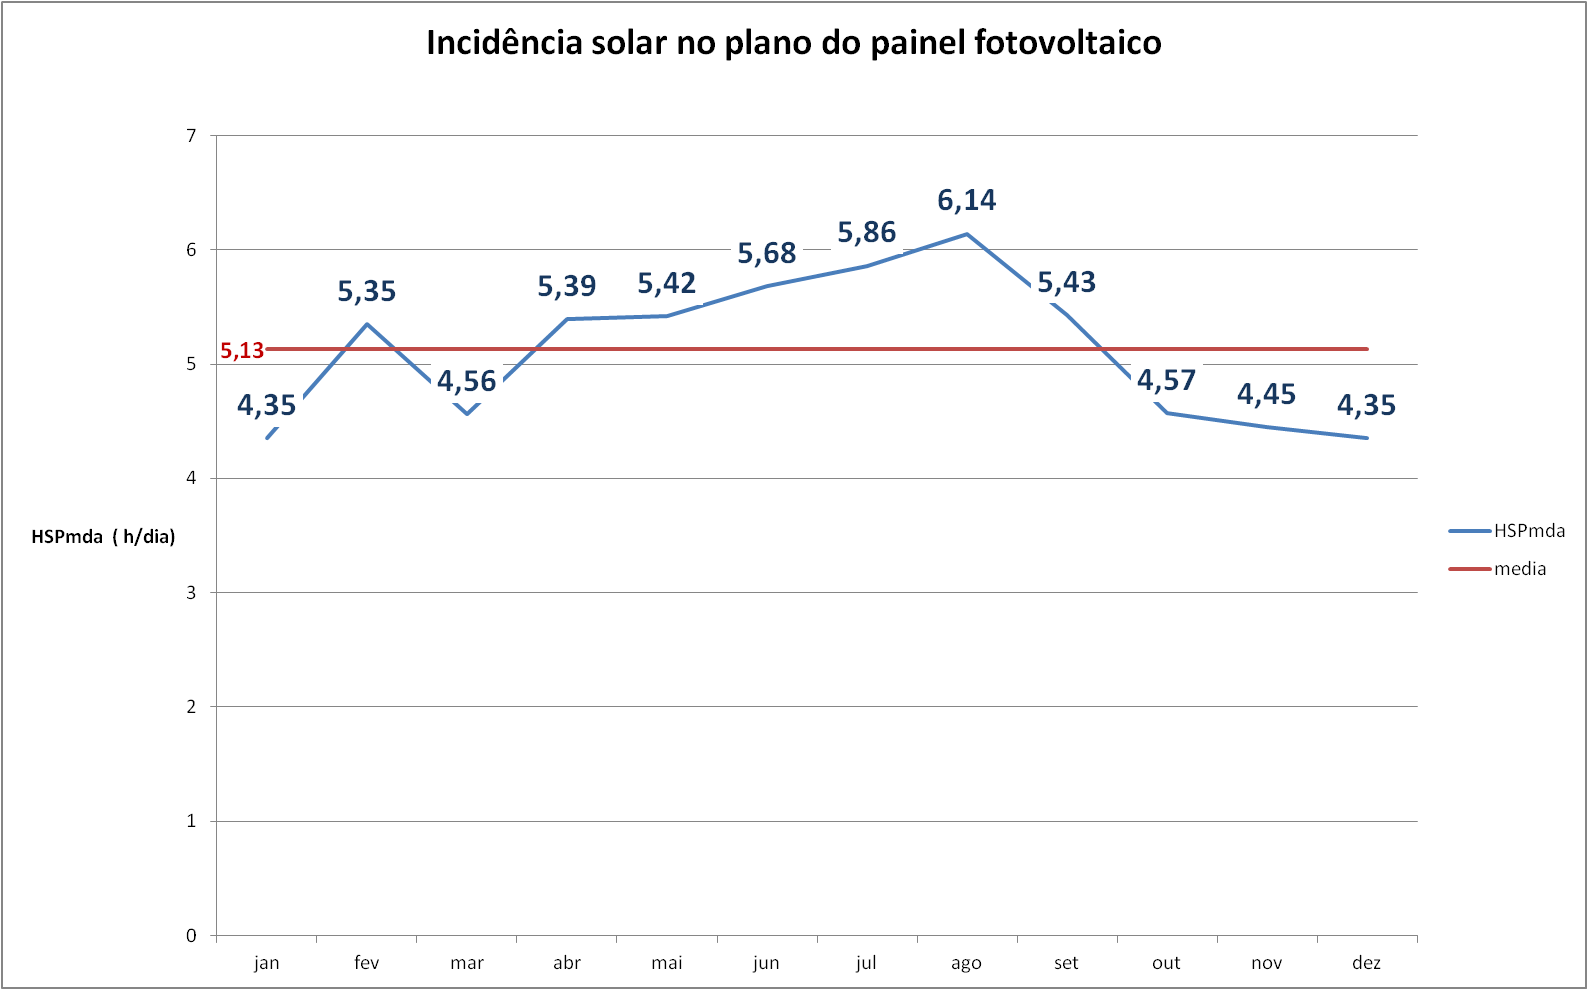 Incidência solar no plano do painel fotovoltaico
7
6
5
4
3
2
1
0
HSPmda ( h/dia)
5,13
4,35
5,35
4,56
5,39
5,42
5,68
5,86
6,14
5,43
4,57
4,45
4,35
jan
fev
mar
abr
mai
jun
jul
ago
set
out
nov
dez
HSPmda
media